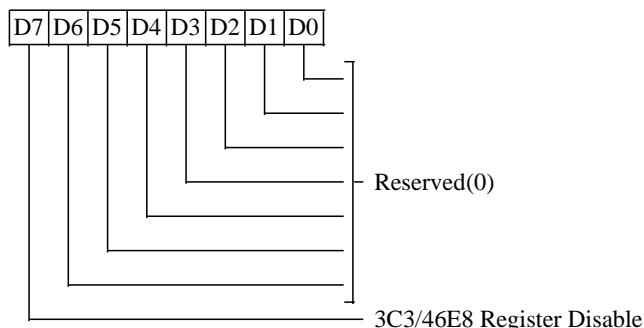 D7 D6 D5 D4 D3 D2 D1 D0
Reserved(0)
3C3/46E8 Register Disable